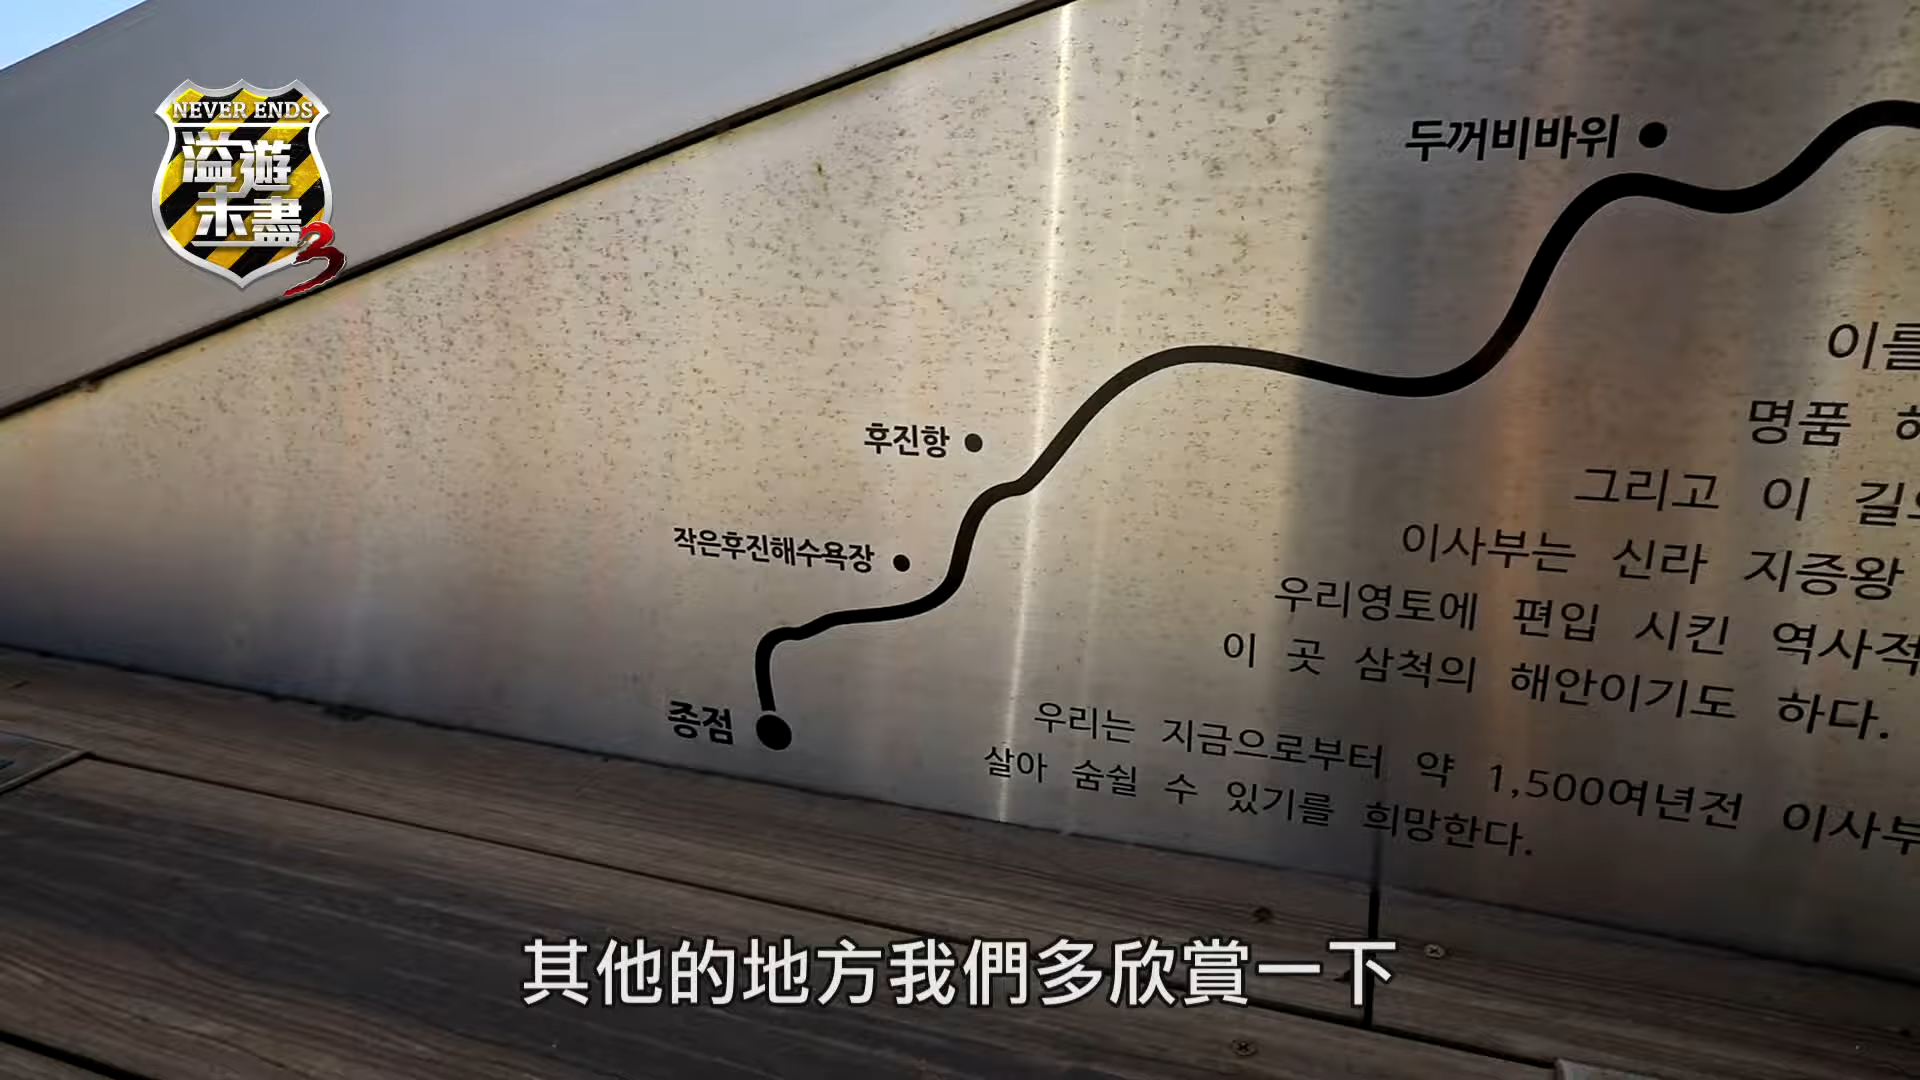 NEVER ENDS
溢遊
未盡
3
두꺼비바위
후진항
작은후진해수욕장
종점
이를
명품
그리고 이
이사부는 신라 지증왕
우리영토에 편입 시킨 역사적
이 곳 삼척의 해안이기도 하다.
우리는 지금으로부터 약 1,500여년전 이사부
살아 숨쉴 수 있기를 희망한다.
其他的地方我們多欣賞一下